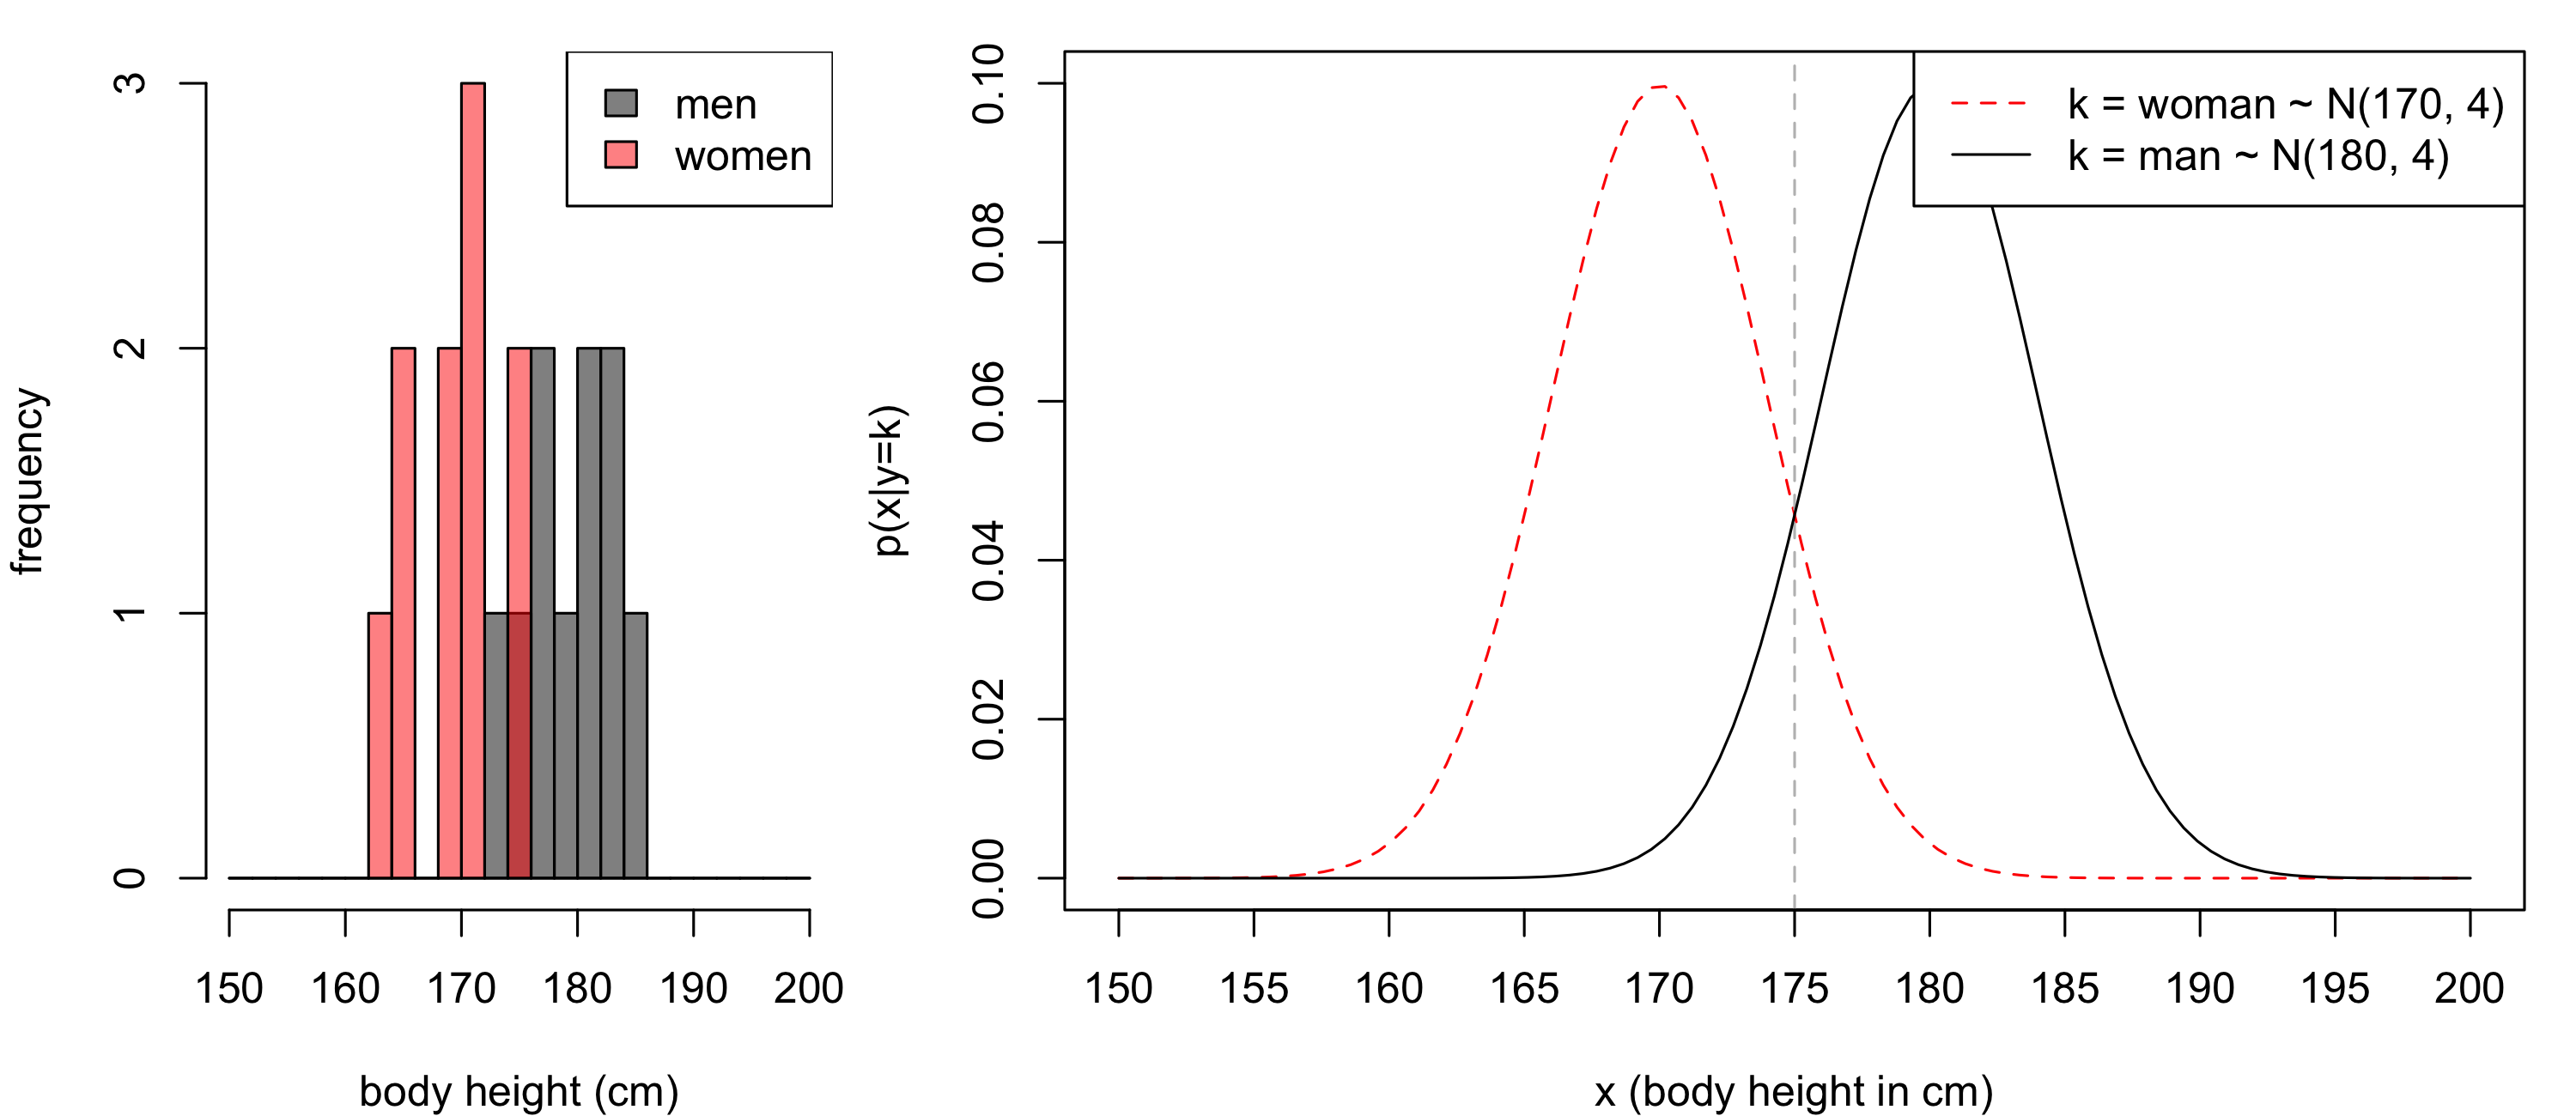 frequency
3
2
1
0
men
women
150 160 170 180 190 200
body height (cm)
p(x|y=k)
0.10
0.08
0.06
0.04
0.02
0.00
k = woman ~ N(170, 4)
k = man ~ N(180, 4)
150 155 160 165 170 175 180 185 190 195 200
x (body height in cm)